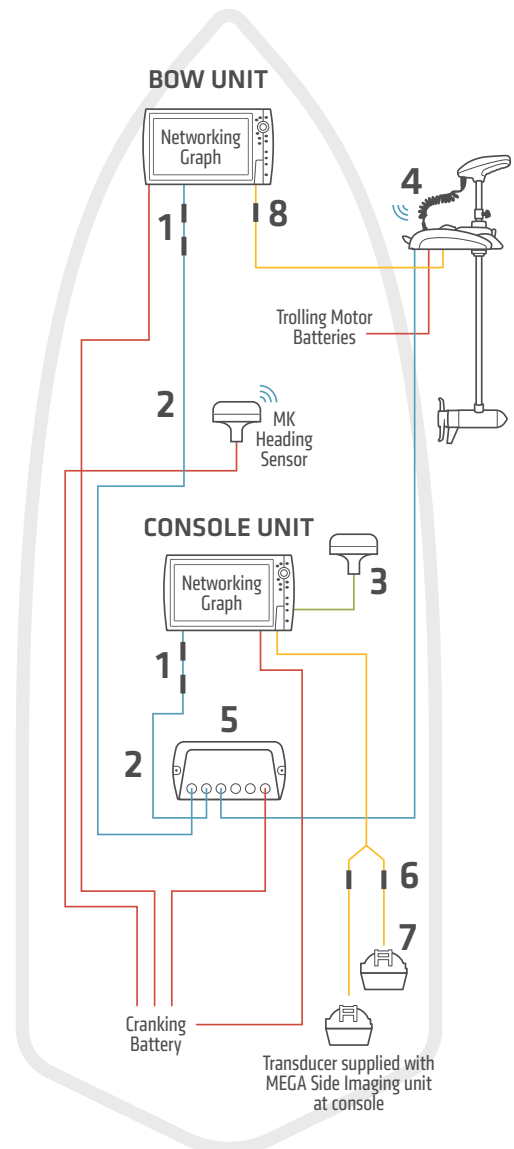 BOW UNIT
Networking
Graph
4
1
8
Trolling Motor
Batteries
2
MK
Heading
Sensor
CONSOLE UNIT
Networking
Graph
3
1
5
2
6
7
Cranking
Battery
Transducer supplied with
MEGA Side Imaging unit
at console